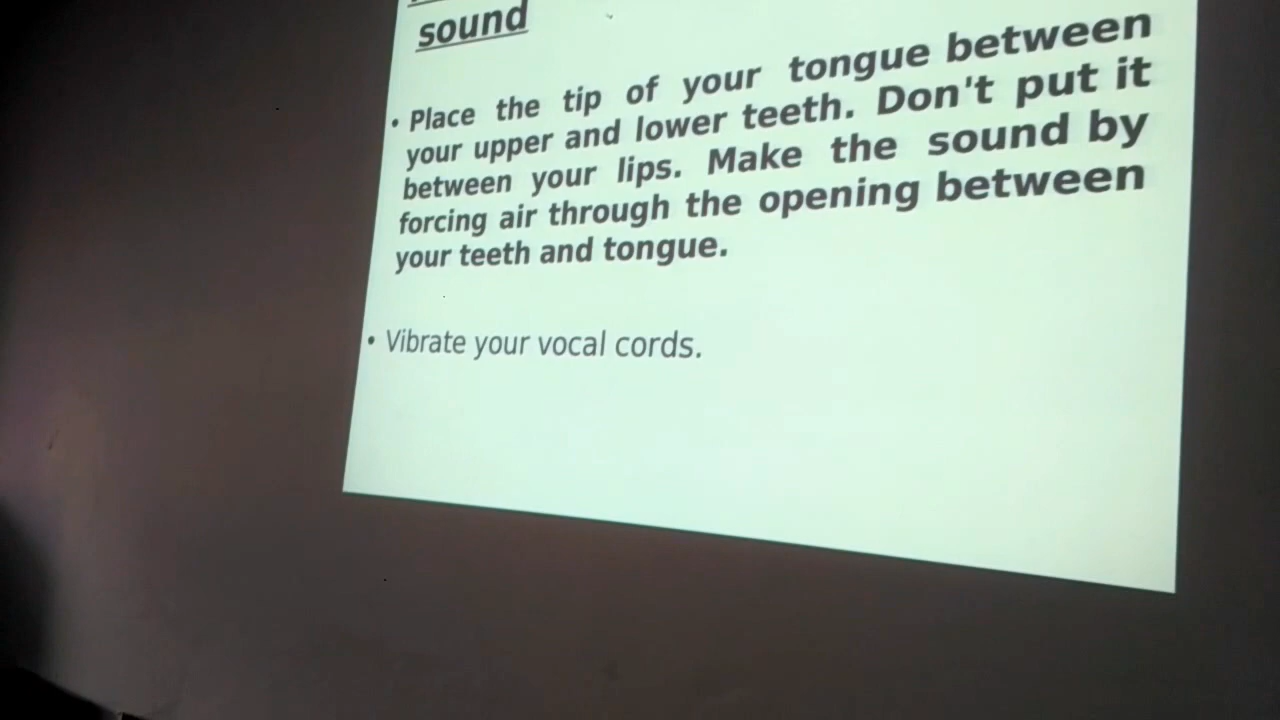 sound
• Place the tip of your tongue between
your upper and lower teeth. Don't put it
between your lips. Make the sound by
forcing air through the opening between
your teeth and tongue.
• Vibrate your vocal cords.